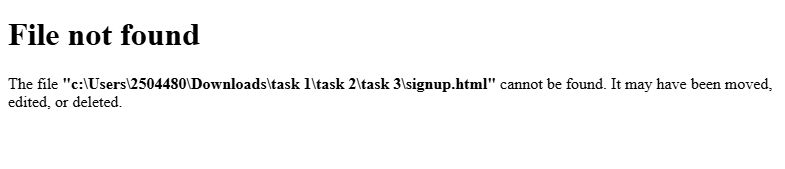 File not found
The file "c:\Users\2504480\Downloads\task 1\task 2\task 3\signup.html" cannot be found. It may have been moved,
edited, or deleted.